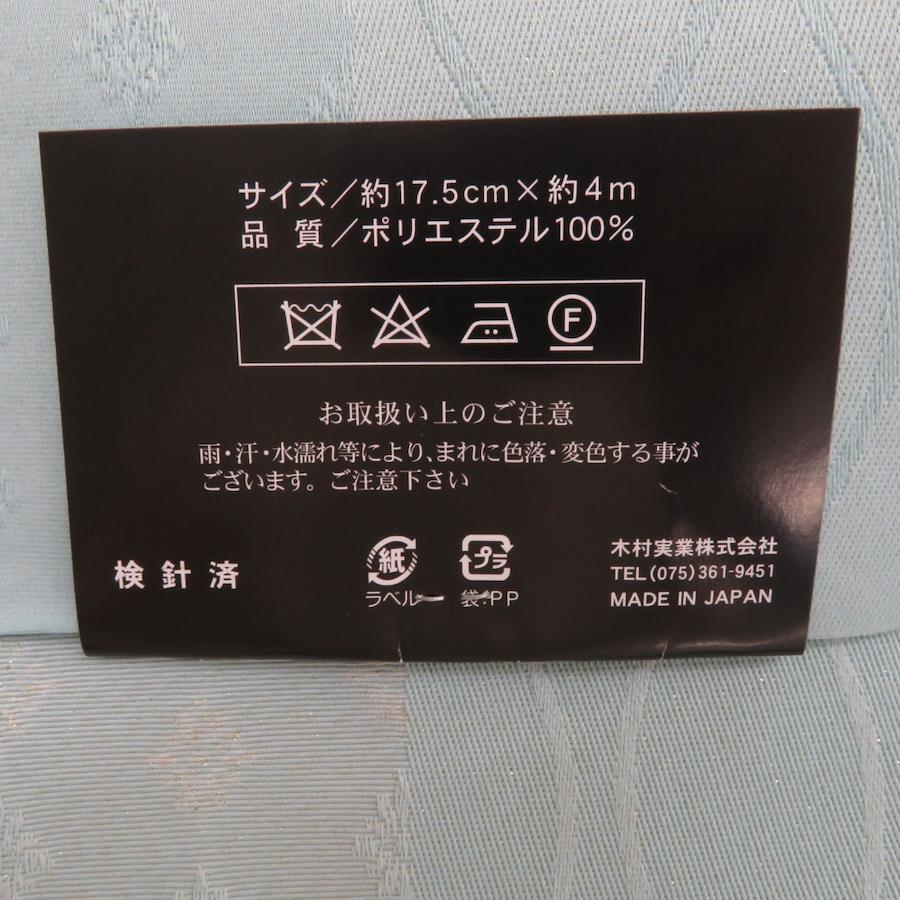 サイズ/約17.5cm×約4m
品 質/ポリエステル100%
F
お取扱い上のご注意
雨・汗・水濡れ等により、まれに色落・変色する事が
ございます。ご注意下さい
検針済
紙
ラベル
プラ
袋:PP
木村実業株式会社
TEL(075)361-9451
MADE IN JAPAN